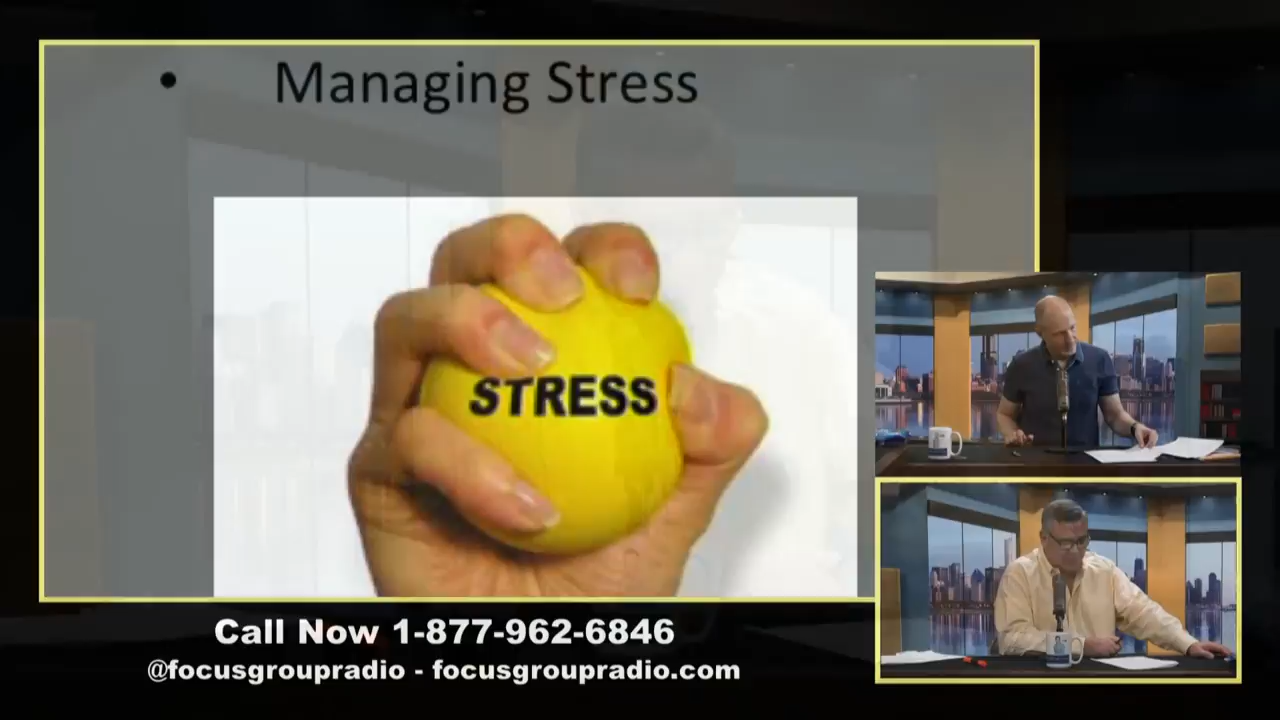 • Managing Stress
STRESS
Call Now 1-877-962-6846
@focusgroupradio - focusgroupradio.com